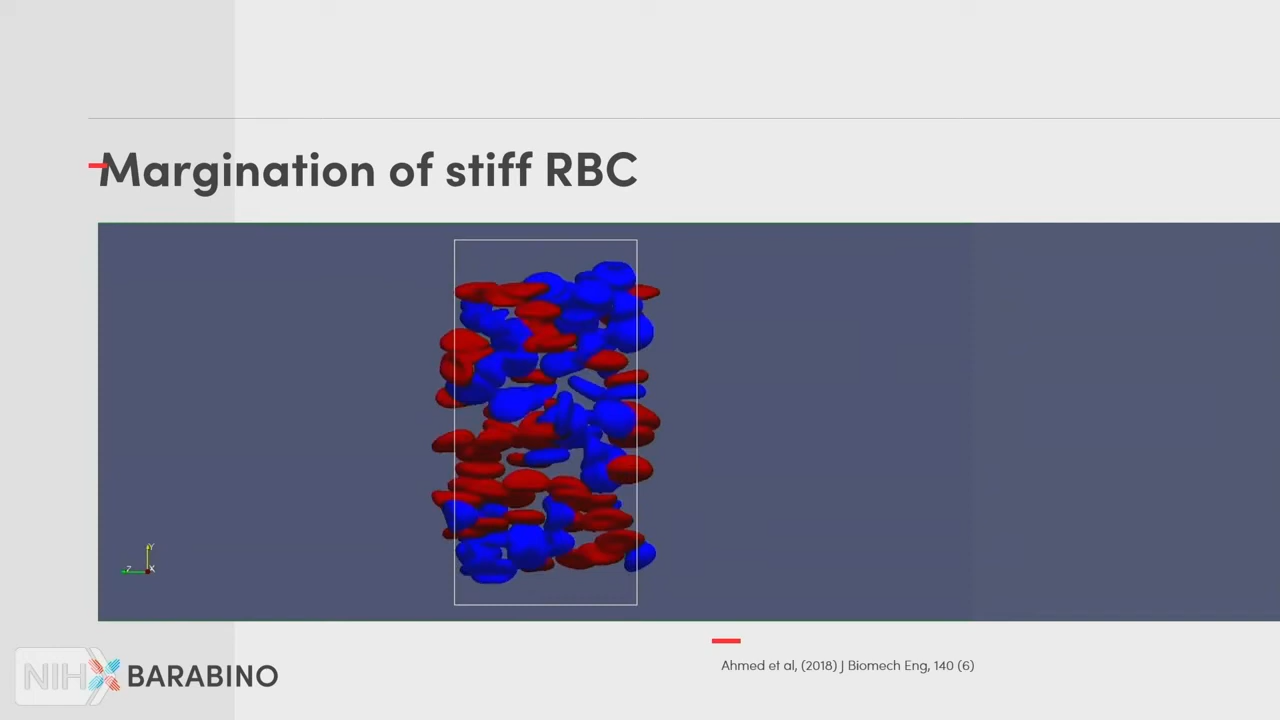 Margination of stiff RBC
Y
Z X
Ahmed et al, (2018) J Biomech Eng, 140 (6)
NIH BARABINO